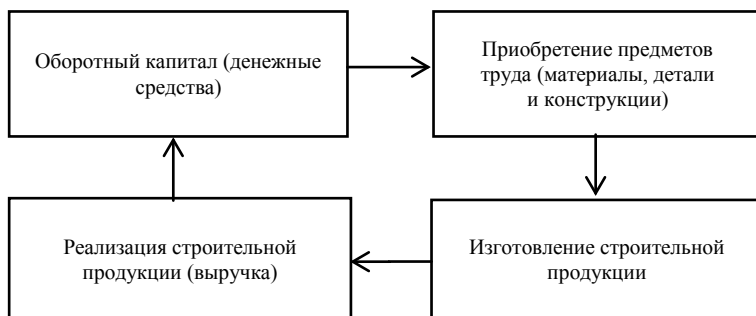 Оборотный капитал (денежные
средства)
Приобретение предметов
труда (материалы, детали
и конструкции)
Реализация строительной
продукции (выручка)
Изготовление строительной
продукции